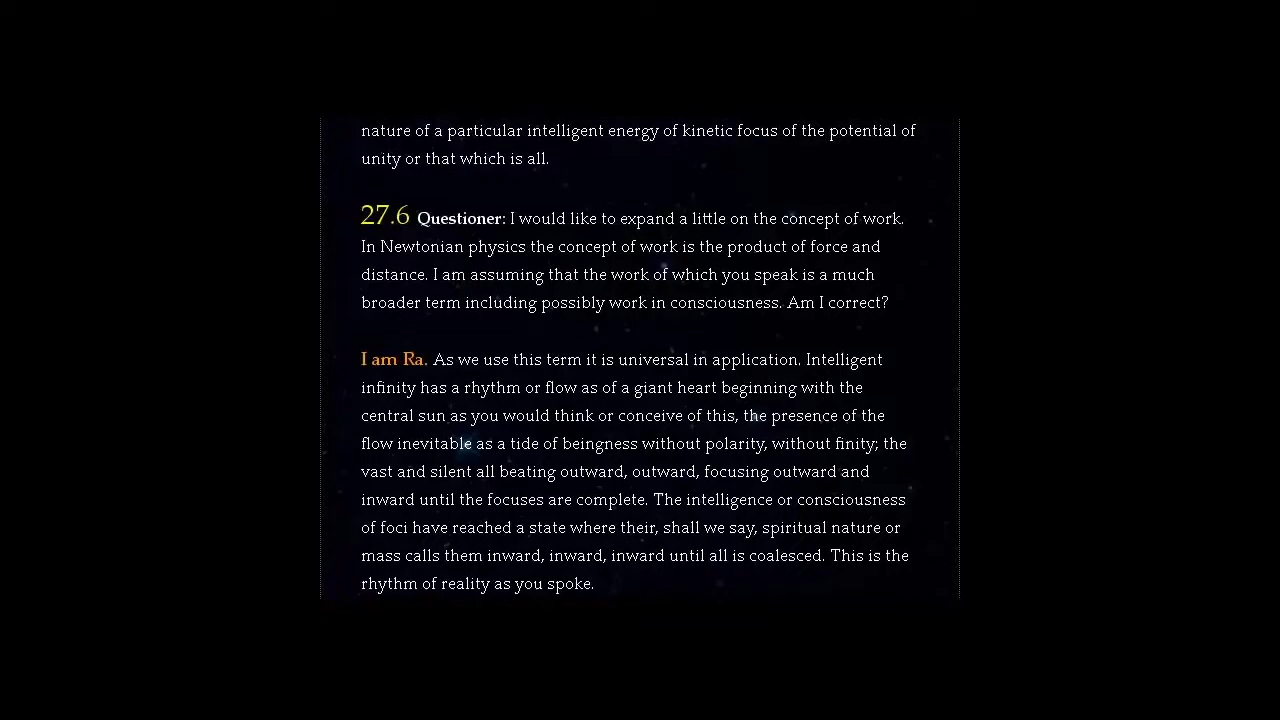 nature of a particular intelligent energy of kinetic focus of the potential of
unity or that which is all.
27.6 Questioner: I would like to expand a little on the concept of work.
In Newtonian physics the concept of work is the product of force and
distance. I am assuming that the work of which you speak is a much
broader term including possibly work in consciousness. Am I correct?
I am Ra. As we use this term it is universal in application. Intelligent
infinity has a rhythm or flow as of a giant heart beginning with the
central sun as you would think or conceive of this, the presence of the
flow inevitable as a tide of beingness without polarity, without finity; the
vast and silent all beating outward, outward, focusing outward and
inward until the focuses are complete. The intelligence or consciousness
of foci have reached a state where their, shall we say, spiritual nature or
mass calls them inward, inward, inward until all is coalesced. This is the
rhythm of reality as you spoke.